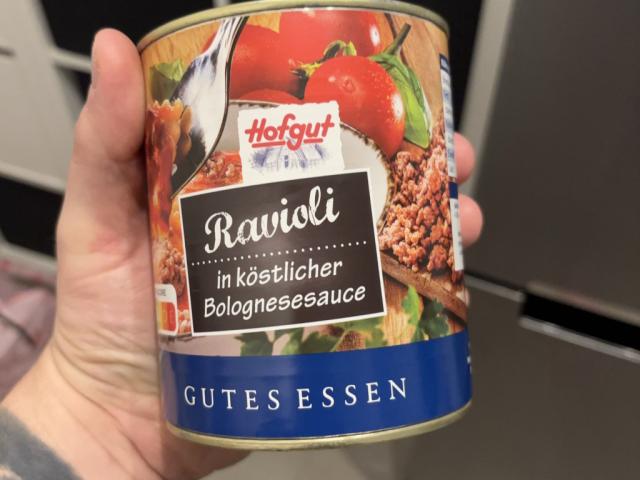 Hofgut
Ravioli
in köstlicher
Bolognesesauce
GUTES ESSEN